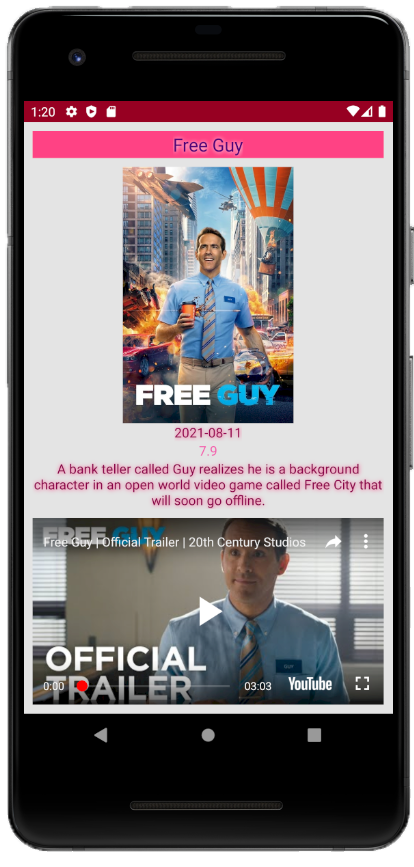 1:20
Free Guy
FREE GUY
2021-08-11
7.9
A bank teller called Guy realizes he is a background
character in an open world video game called Free City that
will soon go offline.
FREE GUY
Free Guy | Official Trailer | 20th Century Studios
OFFICIAL
TRAILER
0:00
03:03
YouTube